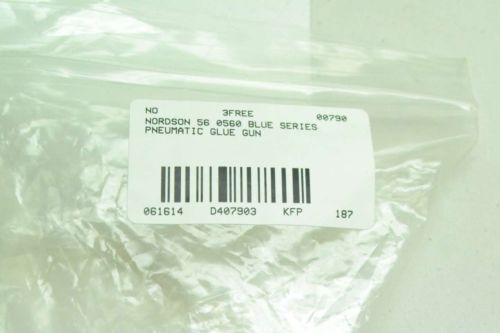 NO 3FREE 00790
NORDSON 56 0560 BLUE SERIES
PNEUMATIC GLUE GUN
061614 D407903 KFP 187